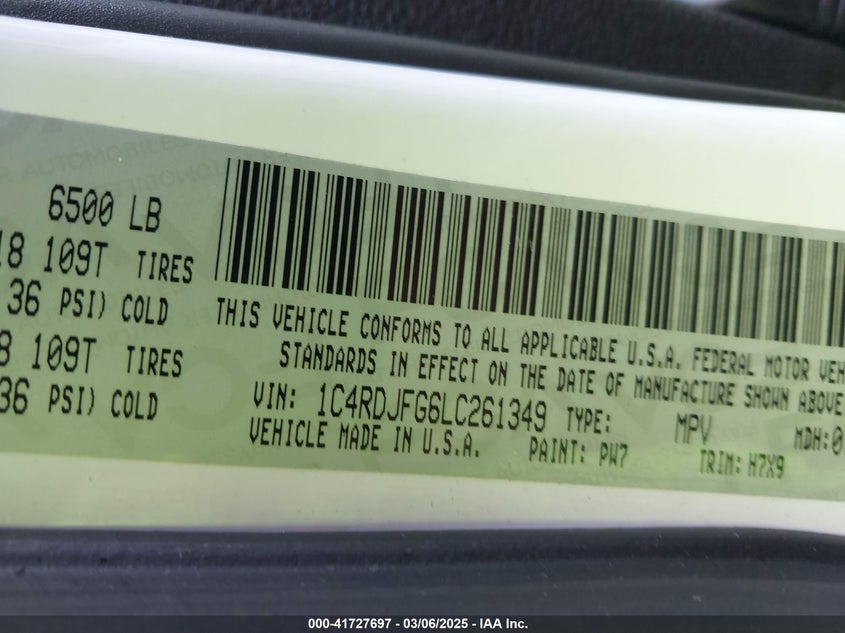 6500 LB
18 109T TIRES
36 PSI) COLD
8 109T TIRES
36 PSI) COLD
THIS VEHICLE CONFORMS TO ALL APPLICABLE U.S.A. FEDERAL MOTOR VEH
STANDARDS IN EFFECT ON THE DATE OF MANUFACTURE SHOWN ABOVE
VIN: 1C4RDJFG6LC261349 TYPE: MPV MDH:0
VEHICLE MADE IN U.S.A. PAINT: PW7 TRIM: H7X9
000-41727697 - 03/06/2025 - IAA Inc.